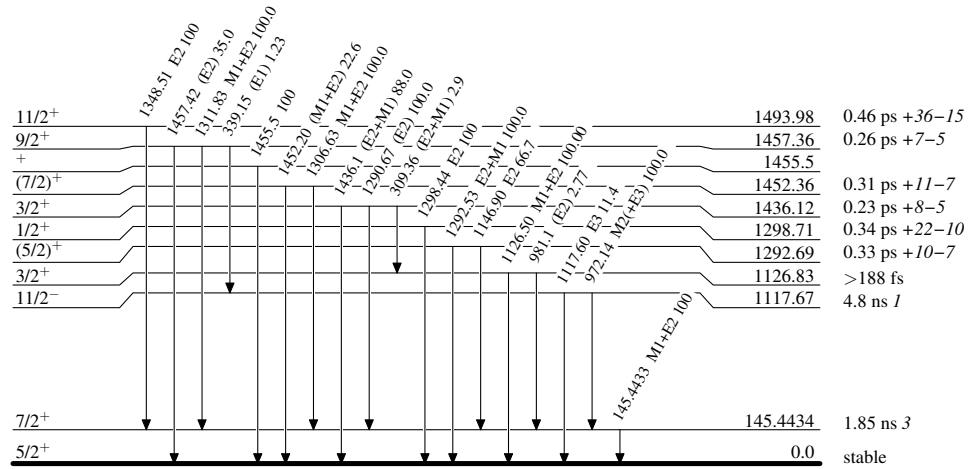 1348.51 E2 100
1457.42 (E2) 35.0
1311.83 M1+E2 100.0
339.15 (E1) 1.23
1455.5 100
1452.20 (M1+E2) 22.6
1306.63 M1+E2 100.0
1436.1 (E2+M1) 88.0
1290.67 (E2) 100.0
309.36 (E2+M1) 2.9
1298.44 E2 100
1292.53 E2+M1 100.0
1146.90 E2 66.7
1126.50 M1+E2 100.00
981.1 (E2) 2.77
1117.60 E3 11.4
972.14 M2(+E3) 100.0
145.4433 M1+E2 100
11/2⁺ 1493.98 0.46 ps +36−15
9/2⁺ 1457.36 0.26 ps +7−5
⁺ 1455.5
(7/2)⁺ 1452.36 0.31 ps +11−7
3/2⁺ 1436.12 0.23 ps +8−5
1/2⁺ 1298.71 0.34 ps +22−10
(5/2)⁺ 1292.69 0.33 ps +10−7
3/2⁺ 1126.83 >188 fs
11/2⁻ 1117.67 4.8 ns 1
7/2⁺ 145.4434 1.85 ns 3
5/2⁺ 0.0 stable